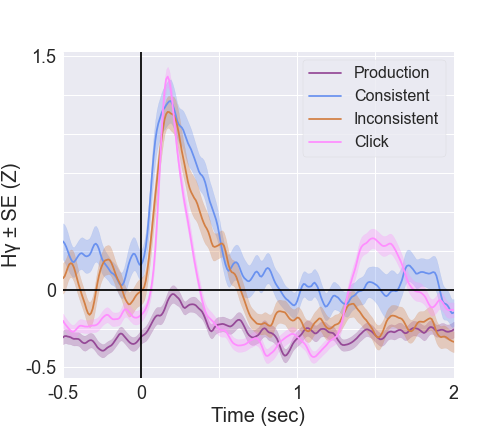 1.5
Production
Consistent
Inconsistent
Click
Hγ ± SE (Z)
0
-0.5
-0.5 0 1 2
Time (sec)